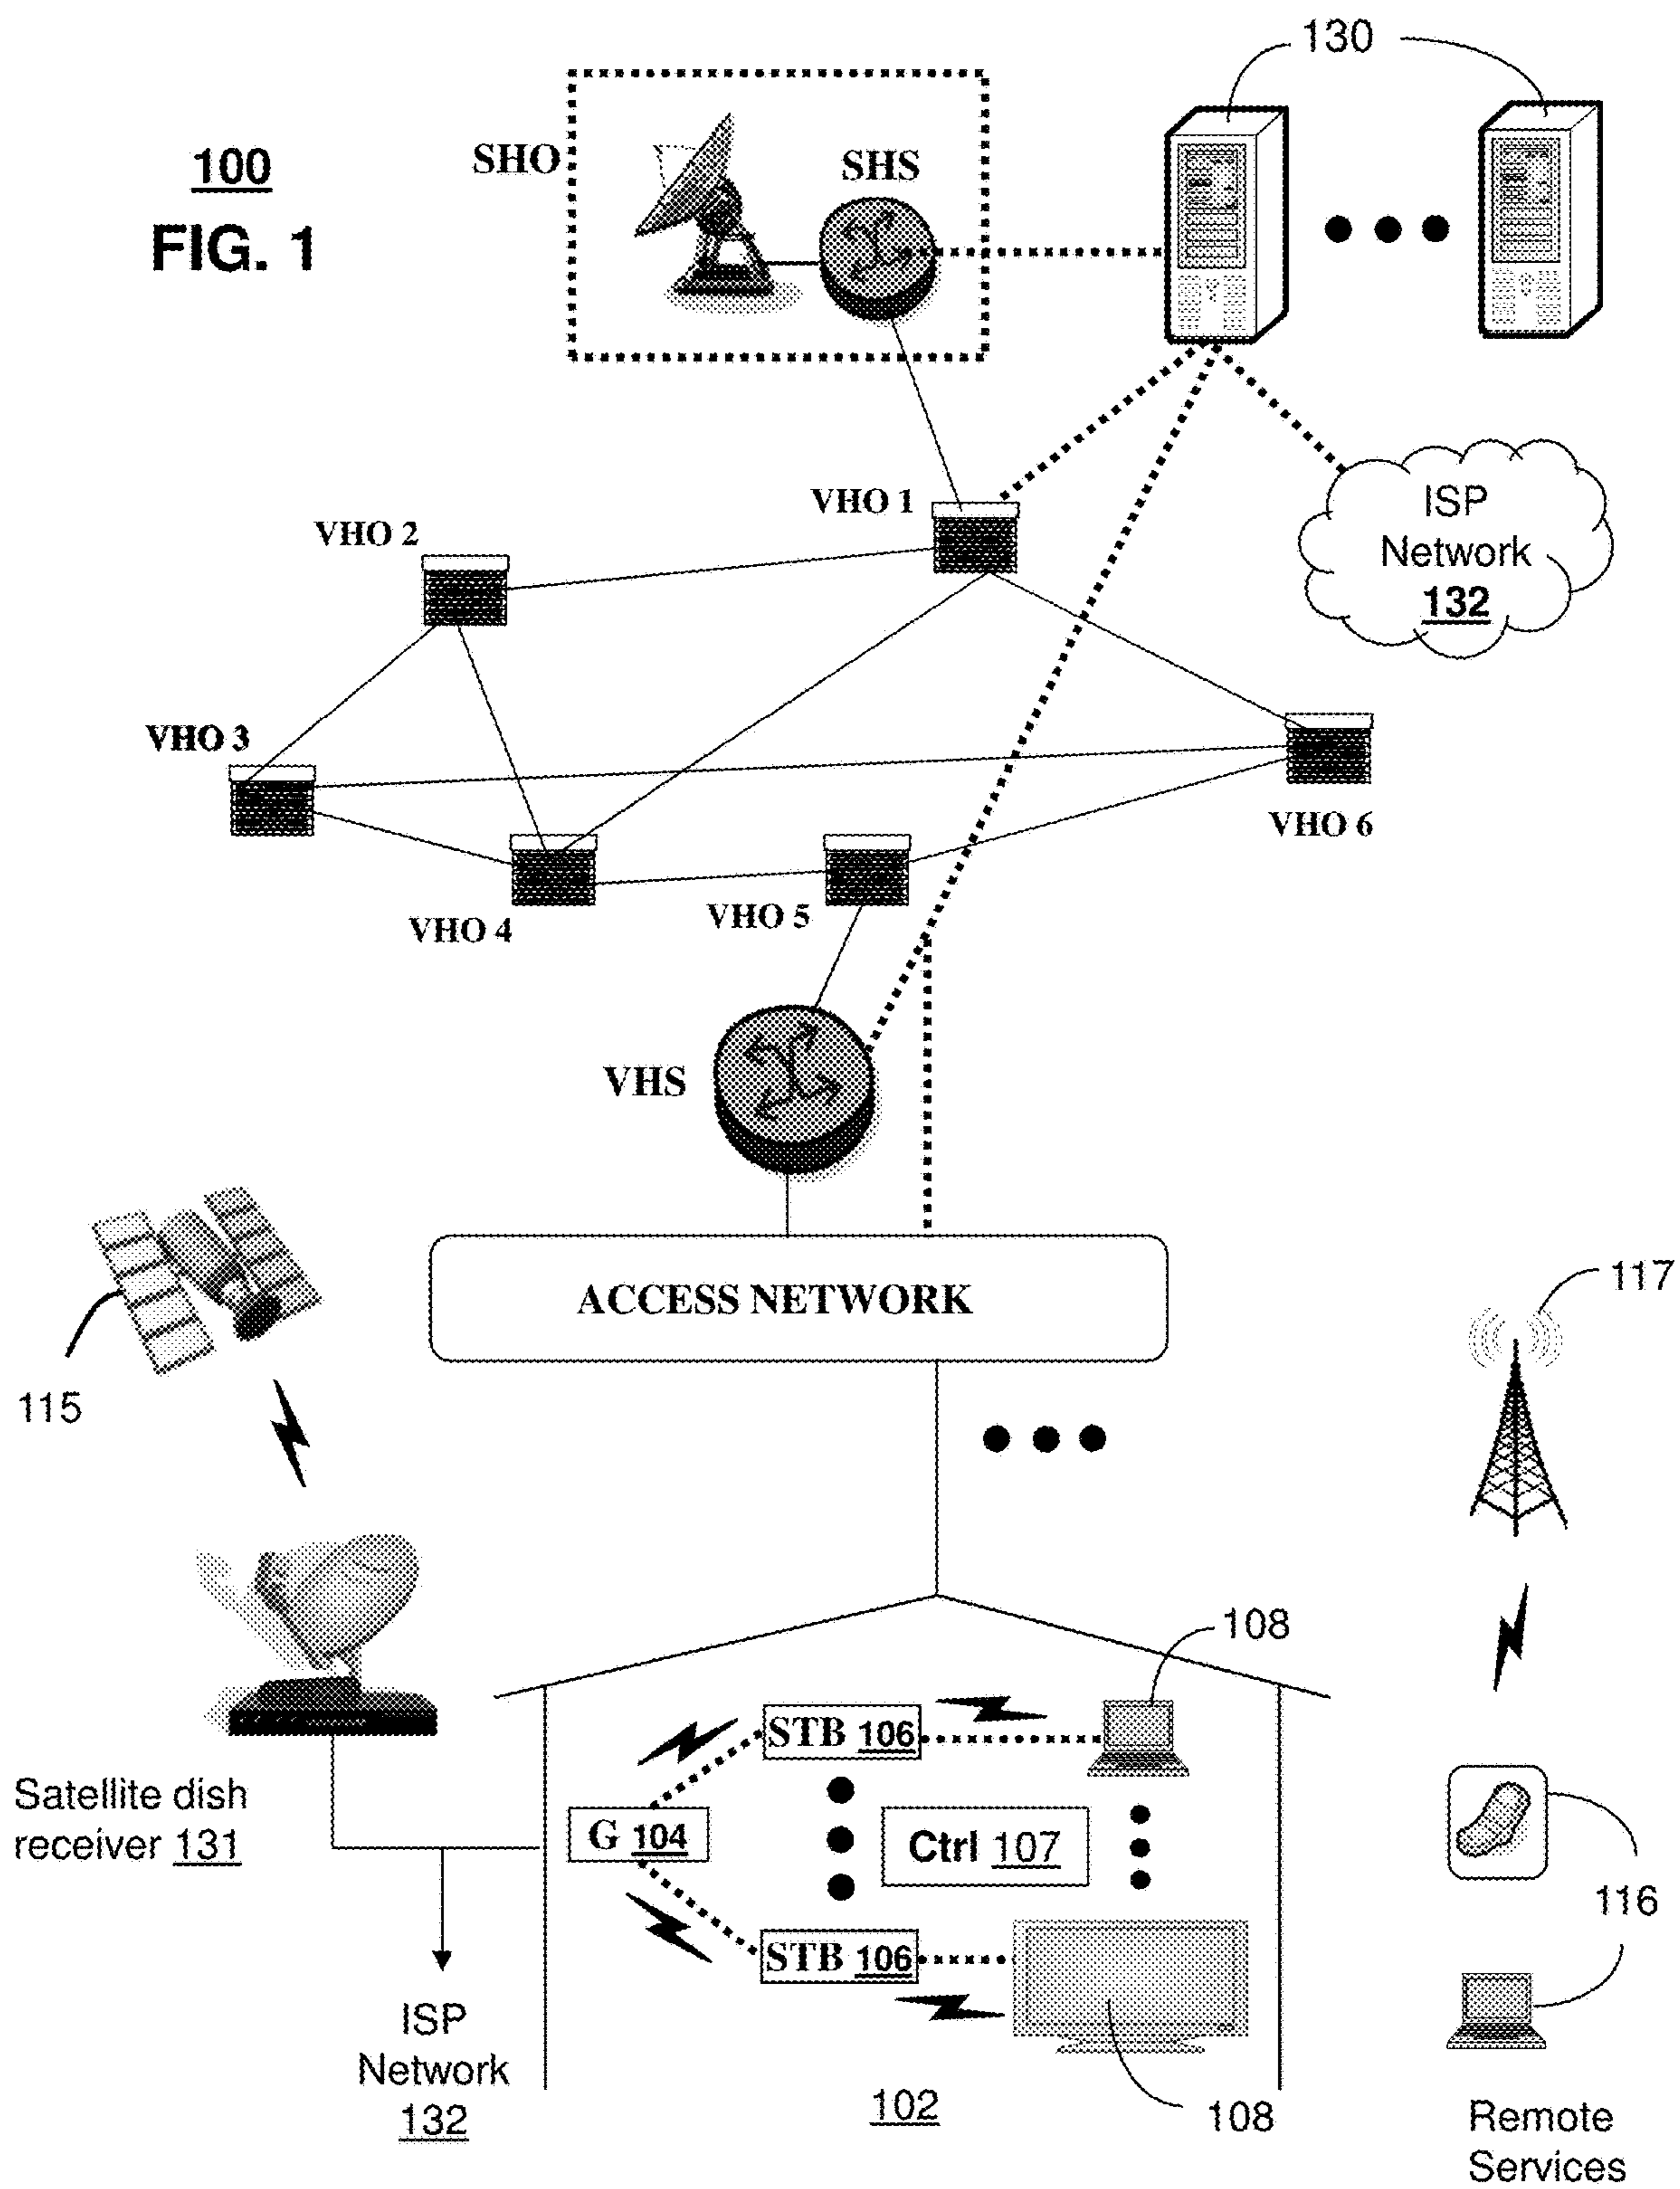 130
100
FIG. 1
SHO
SHS
VHO 1
VHO 2
ISP
Network
132
VHO 3
VHO 6
VHO 4
VHO 5
VHS
ACCESS NETWORK
117
115
108
STB 106
Satellite dish
receiver 131
G 104
Ctrl 107
116
STB 106
ISP
Network
132
102
108
Remote
Services